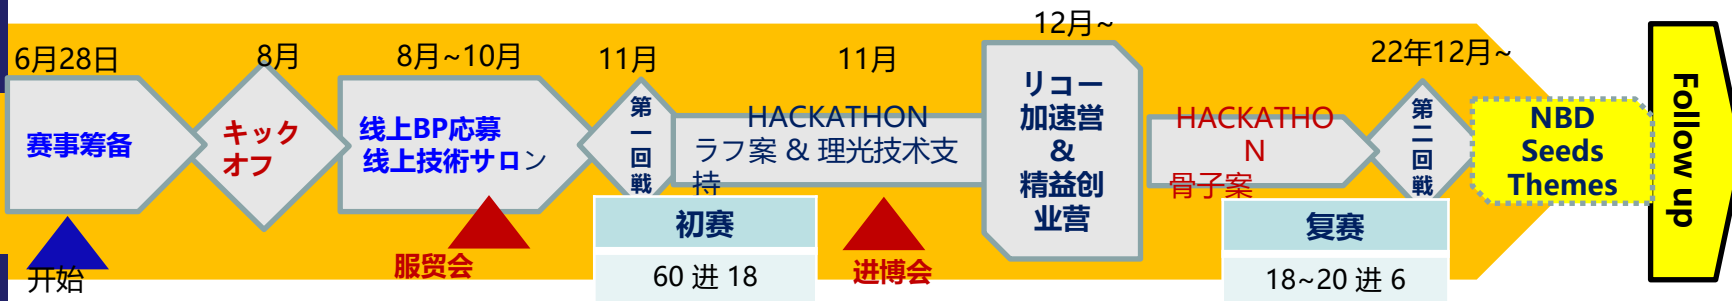 6月28日
赛事筹备
开始
8月
キック
オフ
8月~10月
线上BP应募
线上技術サロン
服贸会
11月
第
一
回
戦
初赛
60 进 18
11月
HACKATHON
ラフ案 & 理光技术支
持
进博会
12月~
リコー
加速営
&
精益创
业营
HACKATHO
N
骨子案
22年12月~
第
二
回
戦
复赛
18~20 进 6
NBD
Seeds
Themes
Follow up